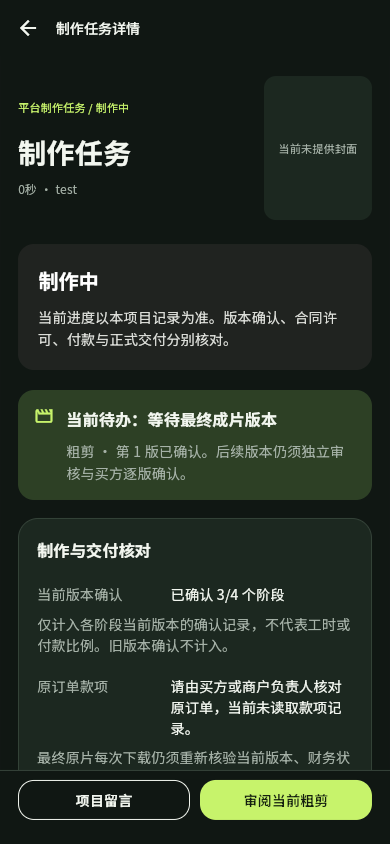 制作任务详情
平台制作任务 / 制作中
制作任务
0秒 • test
当前未提供封面
制作中
当前进度以本项目记录为准。版本确认、合同许
可、付款与正式交付分别核对。
当前待办：等待最终成片版本
粗剪 • 第 1 版已确认。后续版本仍须独立审
核与买方逐版确认。
制作与交付核对
当前版本确认
已确认 3/4 个阶段
仅计入各阶段当前版本的确认记录，不代表工时或
付款比例。旧版本确认不计入。
原订单款项
请由买方或商户负责人核对
原订单，当前未读取款项记
录。
最终原片每次下载仍须重新核验当前版本、财务状
项目留言
审阅当前粗剪